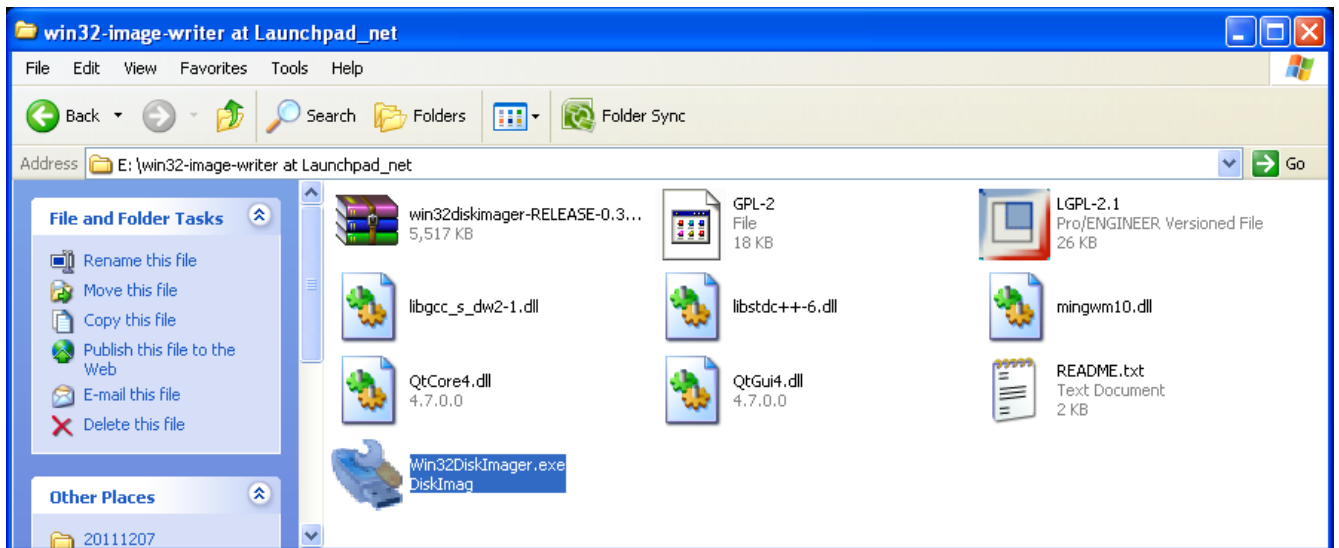 win32-image-writer at Launchpad_net
File Edit View Favorites Tools Help
Back Search Folders Folder Sync
Address E: \win32-image-writer at Launchpad_net Go
File and Folder Tasks
Rename this file
Move this file
Copy this file
Publish this file to the
Web
E-mail this file
Delete this file
Other Places
20111207
win32diskimager-RELEASE-0.3...
5,517 KB
GPL-2
File
18 KB
LGPL-2.1
Pro/ENGINEER Versioned File
26 KB
libgcc_s_dw2-1.dll
libstdc++-6.dll
mingwm10.dll
QtCore4.dll
4.7.0.0
QtGui4.dll
4.7.0.0
README.txt
Text Document
2 KB
Win32DiskImager.exe
DiskImag